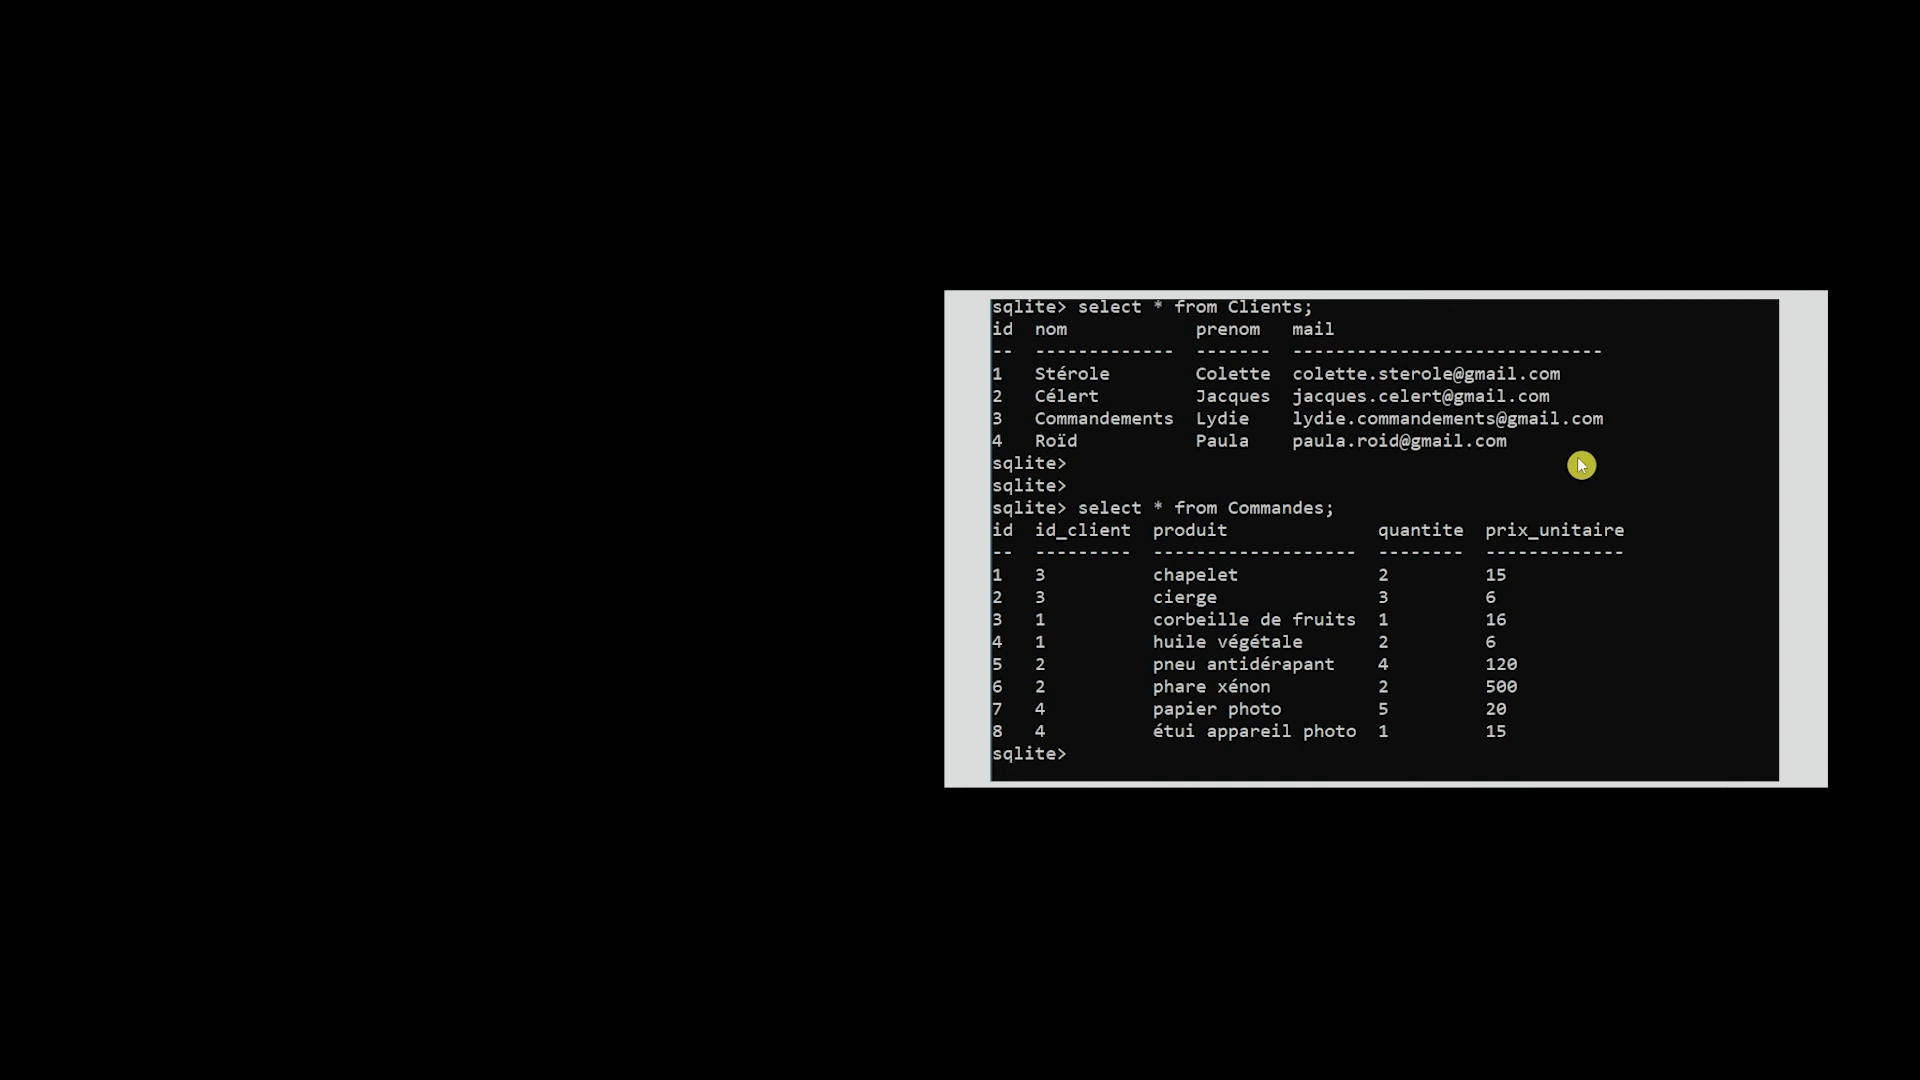 sqlite> select * from Clients;
id nom prenom mail
-- ------------- ------- -----------------------------
1 Stérole Colette colette.sterole@gmail.com
2 Célert Jacques jacques.celert@gmail.com
3 Commandements Lydie lydie.commandements@gmail.com
4 Roïd Paula paula.roid@gmail.com
sqlite>
sqlite>
sqlite> select * from Commandes;
id id_client produit quantite prix_unitaire
-- --------- ------------------- -------- -------------
1 3 chapelet 2 15
2 3 cierge 3 6
3 1 corbeille de fruits 1 16
4 1 huile végétale 2 6
5 2 pneu antidérapant 4 120
6 2 phare xénon 2 500
7 4 papier photo 5 20
8 4 étui appareil photo 1 15
sqlite>